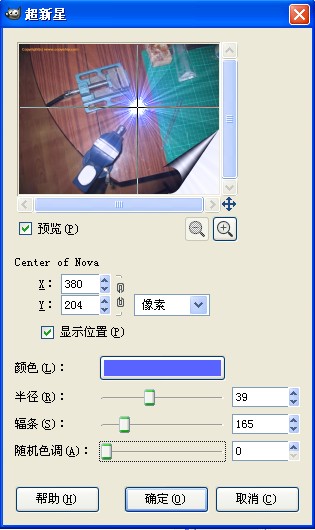 超新星
预览(P)
Center of Nova
X: 380
Y: 204
像素
显示位置(P)
颜色(L):
半径(R): 39
辐条(S): 165
随机色调(A): 0
帮助(H) 确定(O) 取消(C)